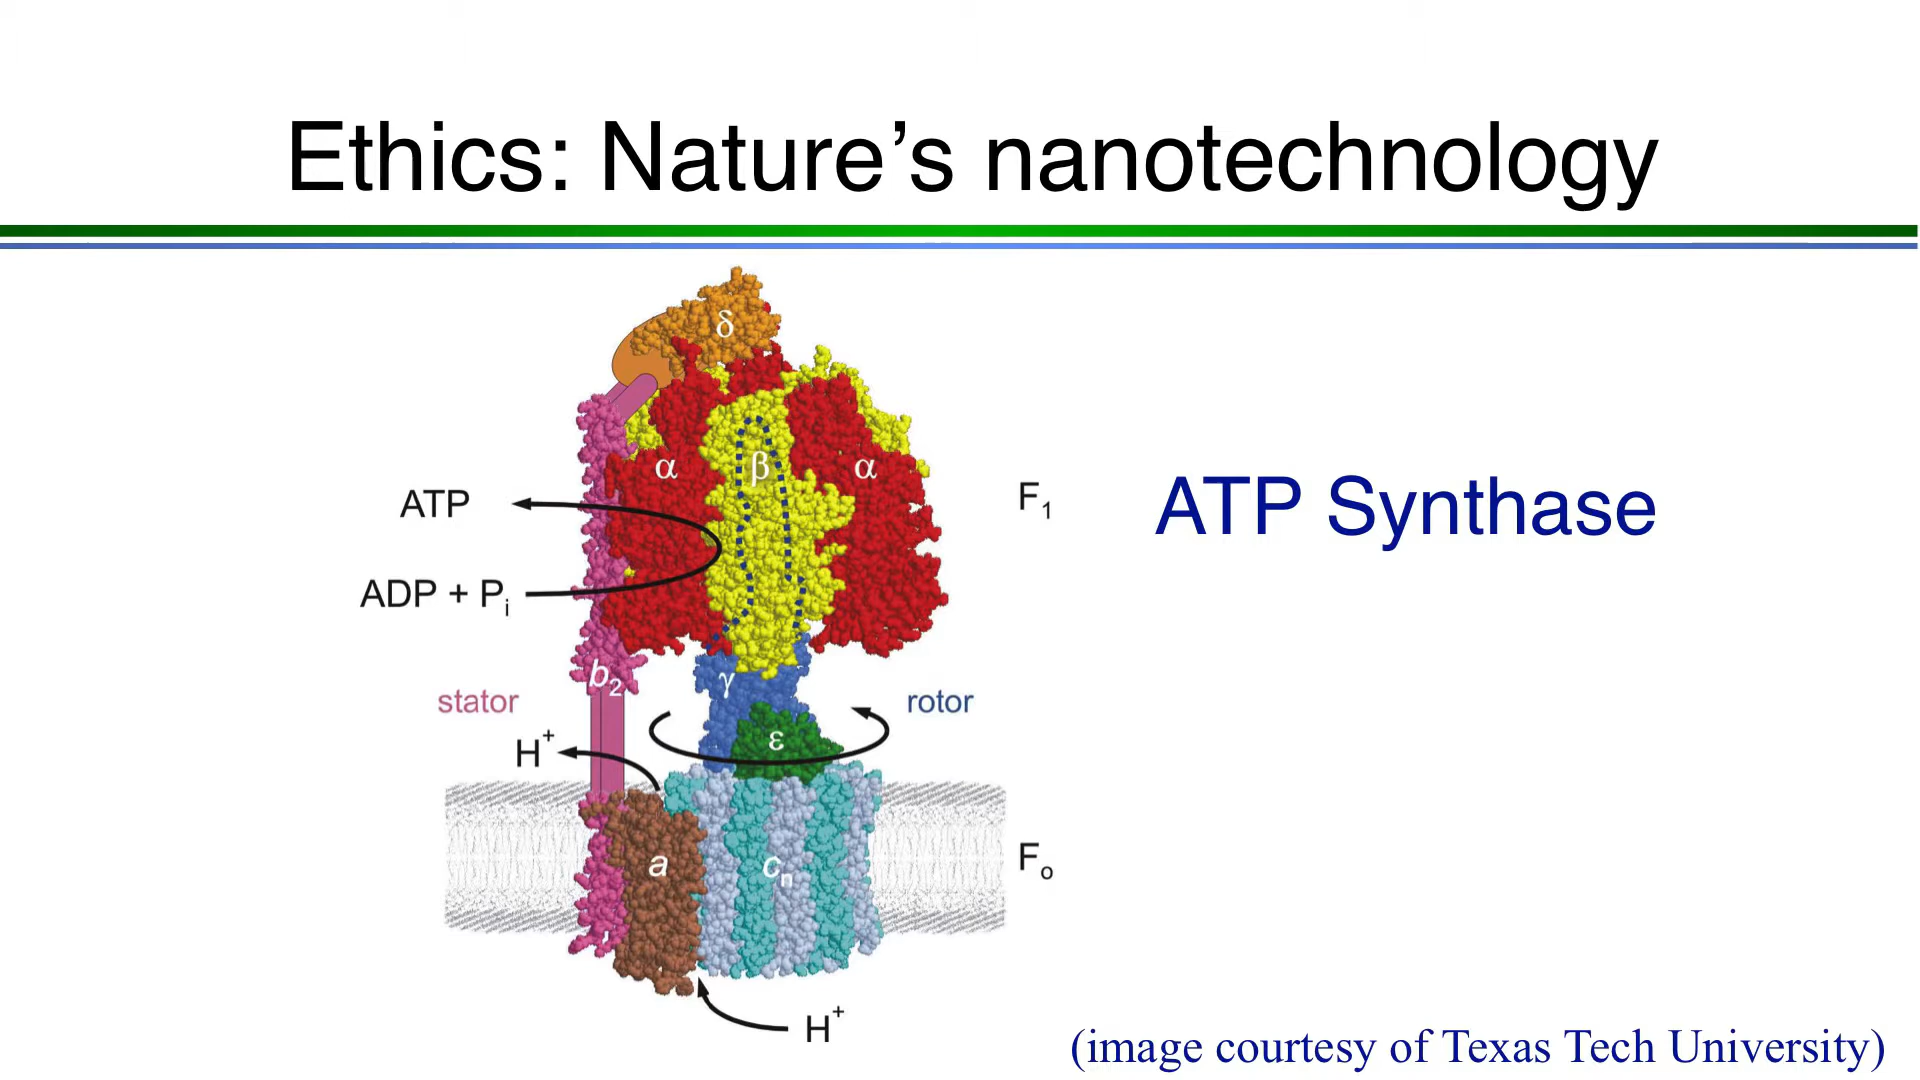 Ethics: Nature’s nanotechnology
δ
α
β
α
ATP
F1
ATP Synthase
ADP + Pi
b2
γ
stator
rotor
H+
ε
a
cn
Fo
H+
(image courtesy of Texas Tech University)